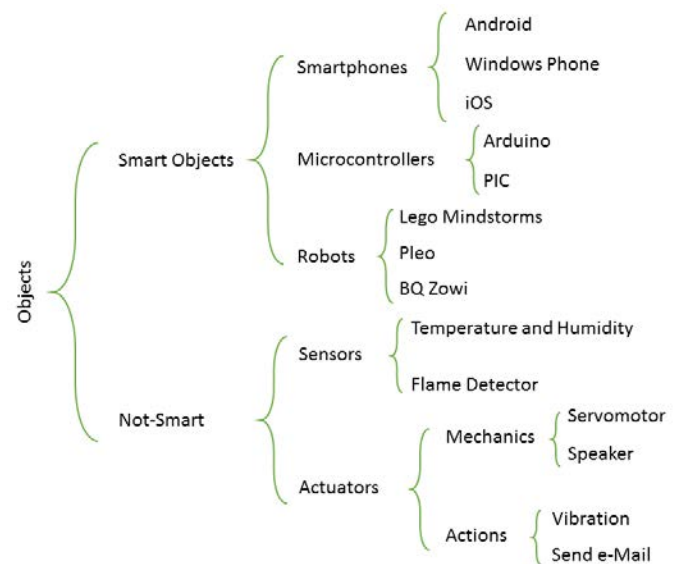 Objects
Smart Objects
Smartphones
Android
Windows Phone
iOS
Microcontrollers
Arduino
PIC
Robots
Lego Mindstorms
Pleo
BQ Zowi
Not-Smart
Sensors
Temperature and Humidity
Flame Detector
Actuators
Mechanics
Servomotor
Speaker
Actions
Vibration
Send e-Mail